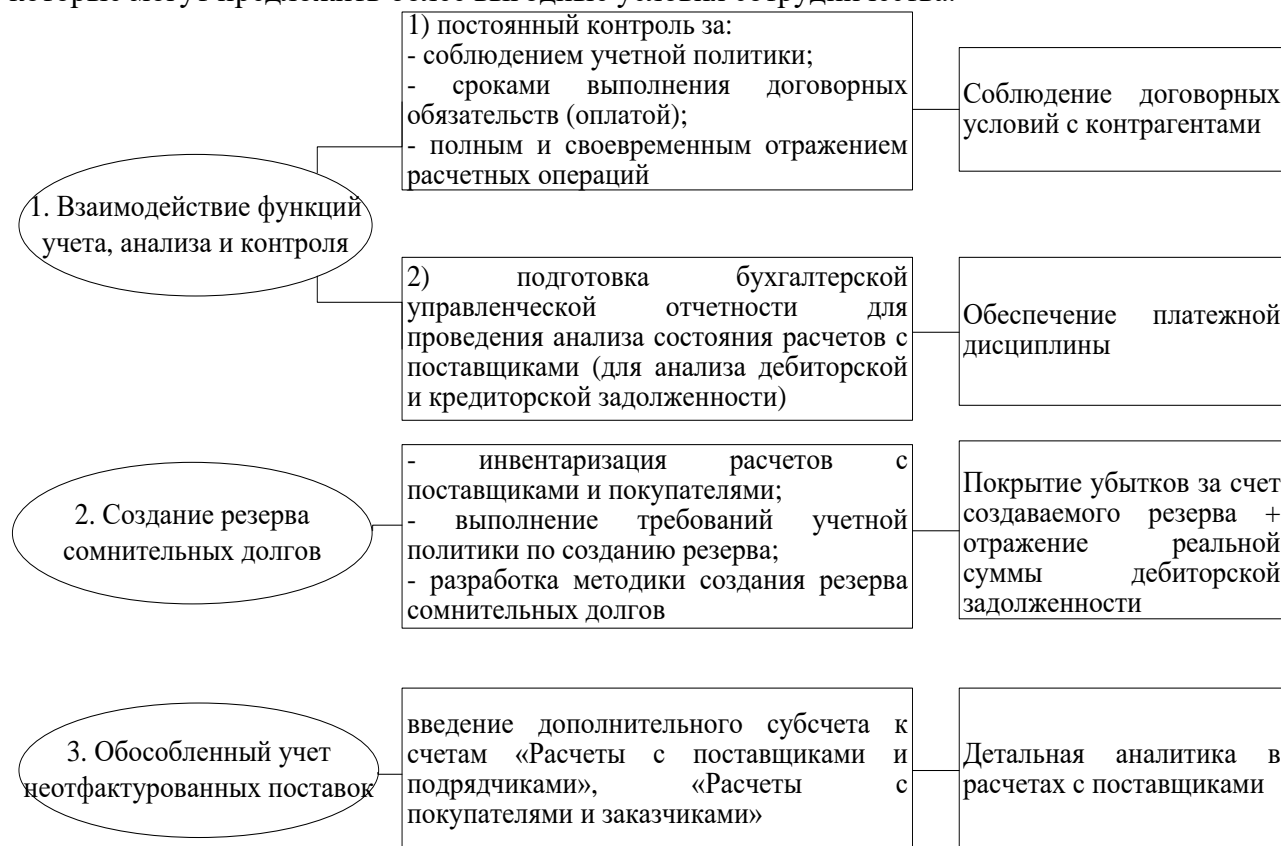 которые могут предложить более выгодные условия сотрудничества.
1. Взаимодействие функций
учета, анализа и контроля
1) постоянный контроль за:
- соблюдением учетной политики;
- сроками выполнения договорных
обязательств (оплатой);
- полным и своевременным отражением
расчетных операций
Соблюдение договорных
условий с контрагентами
2) подготовка бухгалтерской
управленческой отчетности для
проведения анализа состояния расчетов с
поставщиками (для анализа дебиторской
и кредиторской задолженности)
Обеспечение платежной
дисциплины
2. Создание резерва
сомнительных долгов
- инвентаризация расчетов с
поставщиками и покупателями;
- выполнение требований учетной
политики по созданию резерва;
- разработка методики создания резерва
сомнительных долгов
Покрытие убытков за счет
создаваемого резерва +
отражение реальной
суммы дебиторской
задолженности
3. Обособленный учет
неотфактурованных поставок
введение дополнительного субсчета к
счетам «Расчеты с поставщиками и
подрядчиками», «Расчеты с
покупателями и заказчиками»
Детальная аналитика в
расчетах с поставщиками